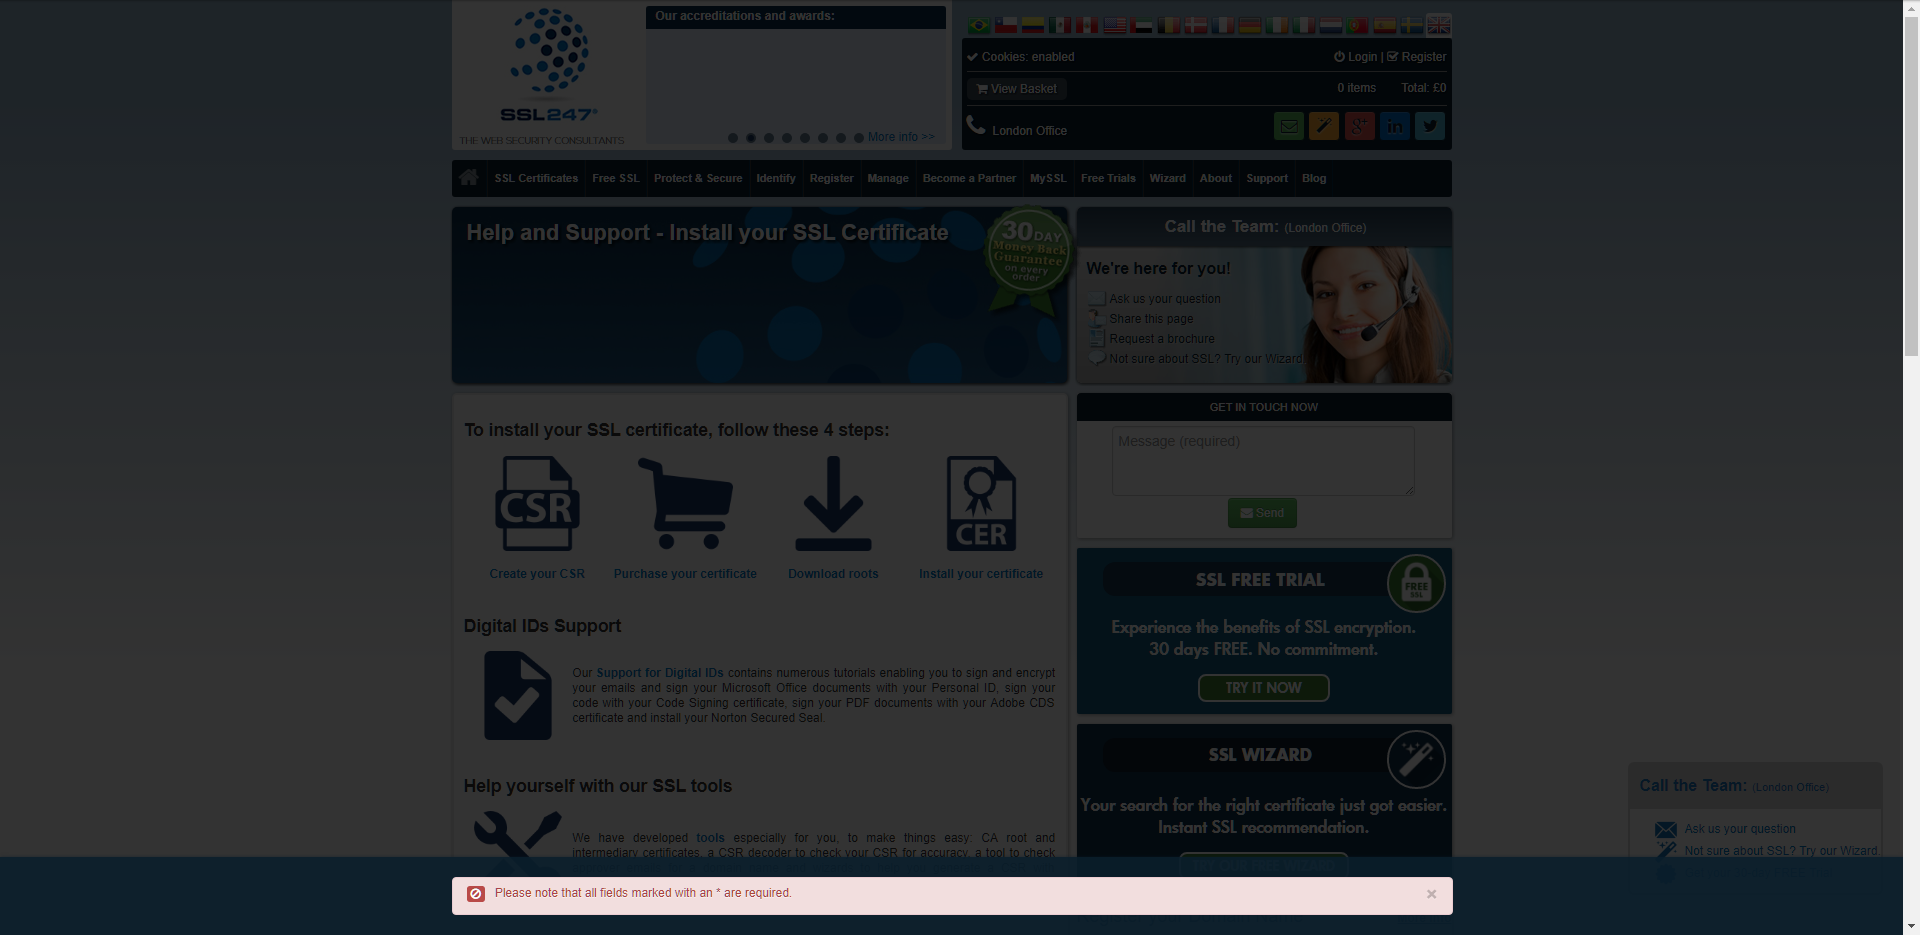 Our accreditations and awards:
SSL247®
THE WEB SECURITY CONSULTANTS
More info >>
Cookies: enabled
Login | Register
View Basket
0 items
Total: £0
London Office
SSL Certificates
Free SSL
Protect & Secure
Identify
Register
Manage
Become a Partner
MySSL
Free Trials
Wizard
About
Support
Blog
Help and Support - Install your SSL Certificate
30 DAY
Money Back
Guarantee
on every
order
Call the Team: (London Office)
We're here for you!
Ask us your question
Share this page
Request a brochure
Not sure about SSL? Try our Wizard
To install your SSL certificate, follow these 4 steps:
CSR
CER
Create your CSR
Purchase your certificate
Download roots
Install your certificate
GET IN TOUCH NOW
Message (required)
Send
SSL FREE TRIAL
FREE
SSL
Experience the benefits of SSL encryption.
30 days FREE. No commitment.
TRY IT NOW
Digital IDs Support
Our Support for Digital IDs contains numerous tutorials enabling you to sign and encrypt
your emails and sign your Microsoft Office documents with your Personal ID, sign your
code with your Code Signing certificate, sign your PDF documents with your Adobe CDS
certificate and install your Norton Secured Seal.
SSL WIZARD
Your search for the right certificate just got easier.
Instant SSL recommendation.
Help yourself with our SSL tools
We have developed tools especially for you, to make things easy: CA root and
intermediary certificates, a CSR decoder to check your CSR for accuracy, a tool to check
Call the Team: (London Office)
Ask us your question
Not sure about SSL? Try our Wizard
Please note that all fields marked with an * are required.
×